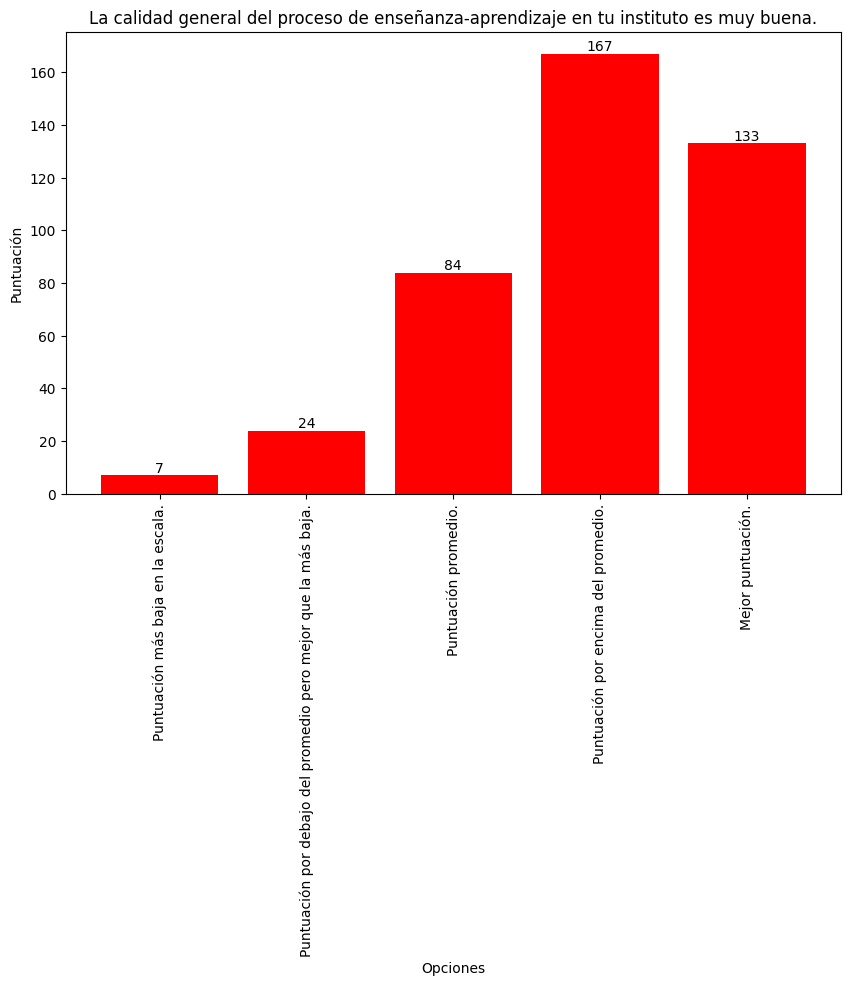 La calidad general del proceso de enseñanza-aprendizaje en tu instituto es muy buena.
Puntuación
160
140
120
100
80
60
40
20
0
7
24
84
167
133
Puntuación más baja en la escala.
Puntuación por debajo del promedio pero mejor que la más baja.
Puntuación promedio.
Puntuación por encima del promedio.
Mejor puntuación.
Opciones